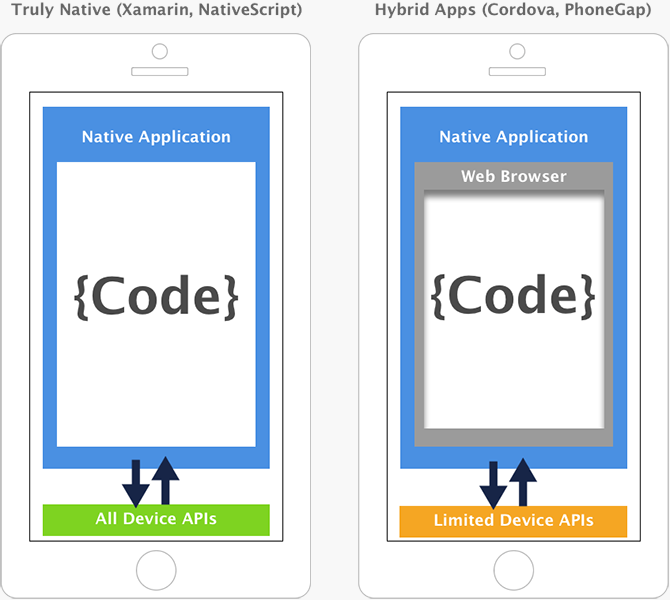 Truly Native (Xamarin, NativeScript)
Native Application
{Code}
All Device APIs
Hybrid Apps (Cordova, PhoneGap)
Native Application
Web Browser
{Code}
Limited Device APIs